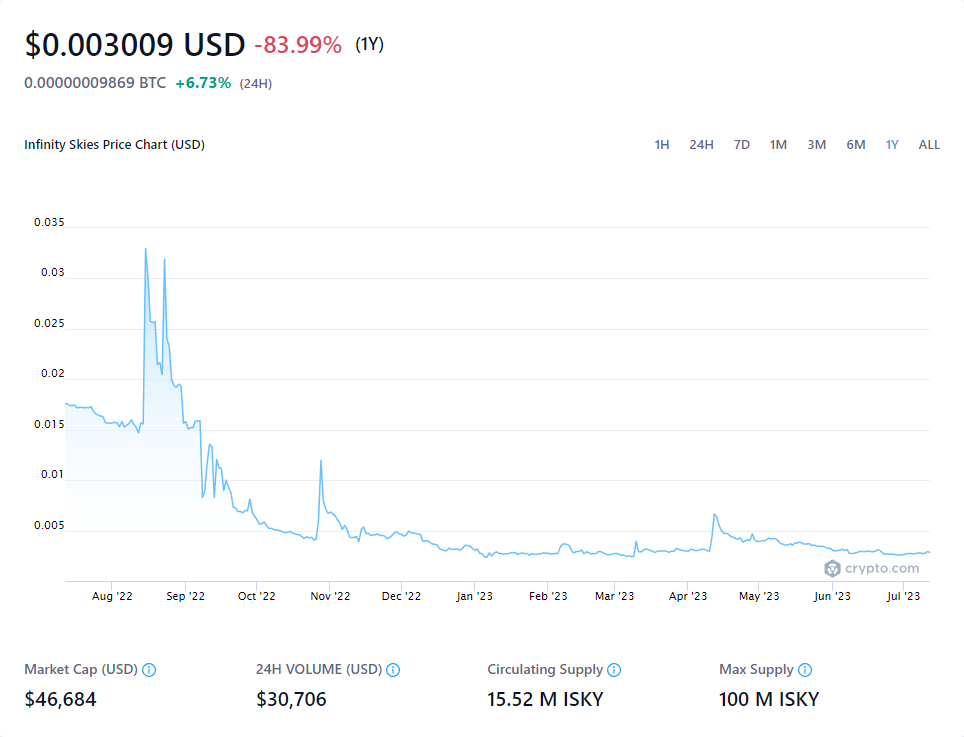 $0.003009 USD -83.99% (1Y)
0.00000009869 BTC +6.73% (24H)
Infinity Skies Price Chart (USD) 1H 24H 7D 1M 3M 6M 1Y ALL
0.035
0.03
0.025
0.02
0.015
0.01
0.005
crypto.com
Aug '22 Sep '22 Oct '22 Nov '22 Dec '22 Jan '23 Feb '23 Mar '23 Apr '23 May '23 Jun '23 Jul '23
Market Cap (USD) 24H VOLUME (USD) Circulating Supply Max Supply
$46,684 $30,706 15.52 M ISKY 100 M ISKY